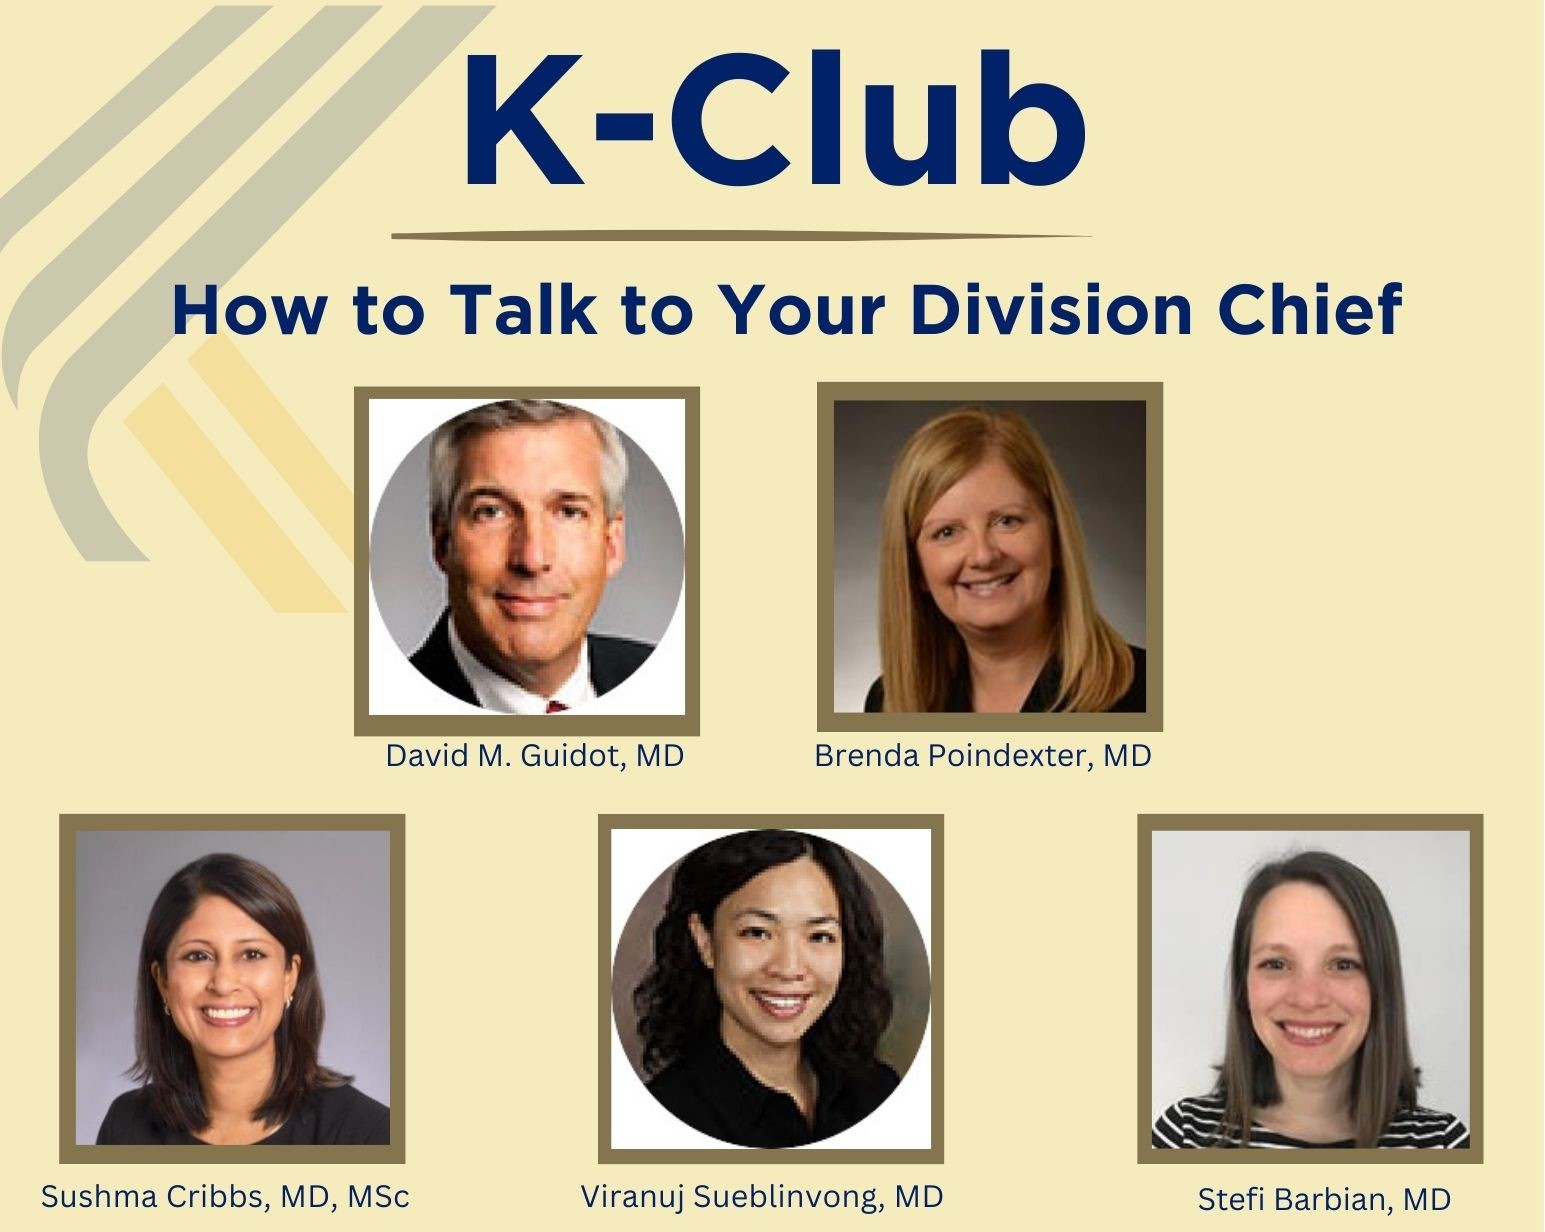 K-Club
How to Talk to Your Division Chief
David M. Guidot, MD
Brenda Poindexter, MD
Sushma Cribbs, MD, MSc
Viranuj Sueblinvong, MD
Stefi Barbian, MD